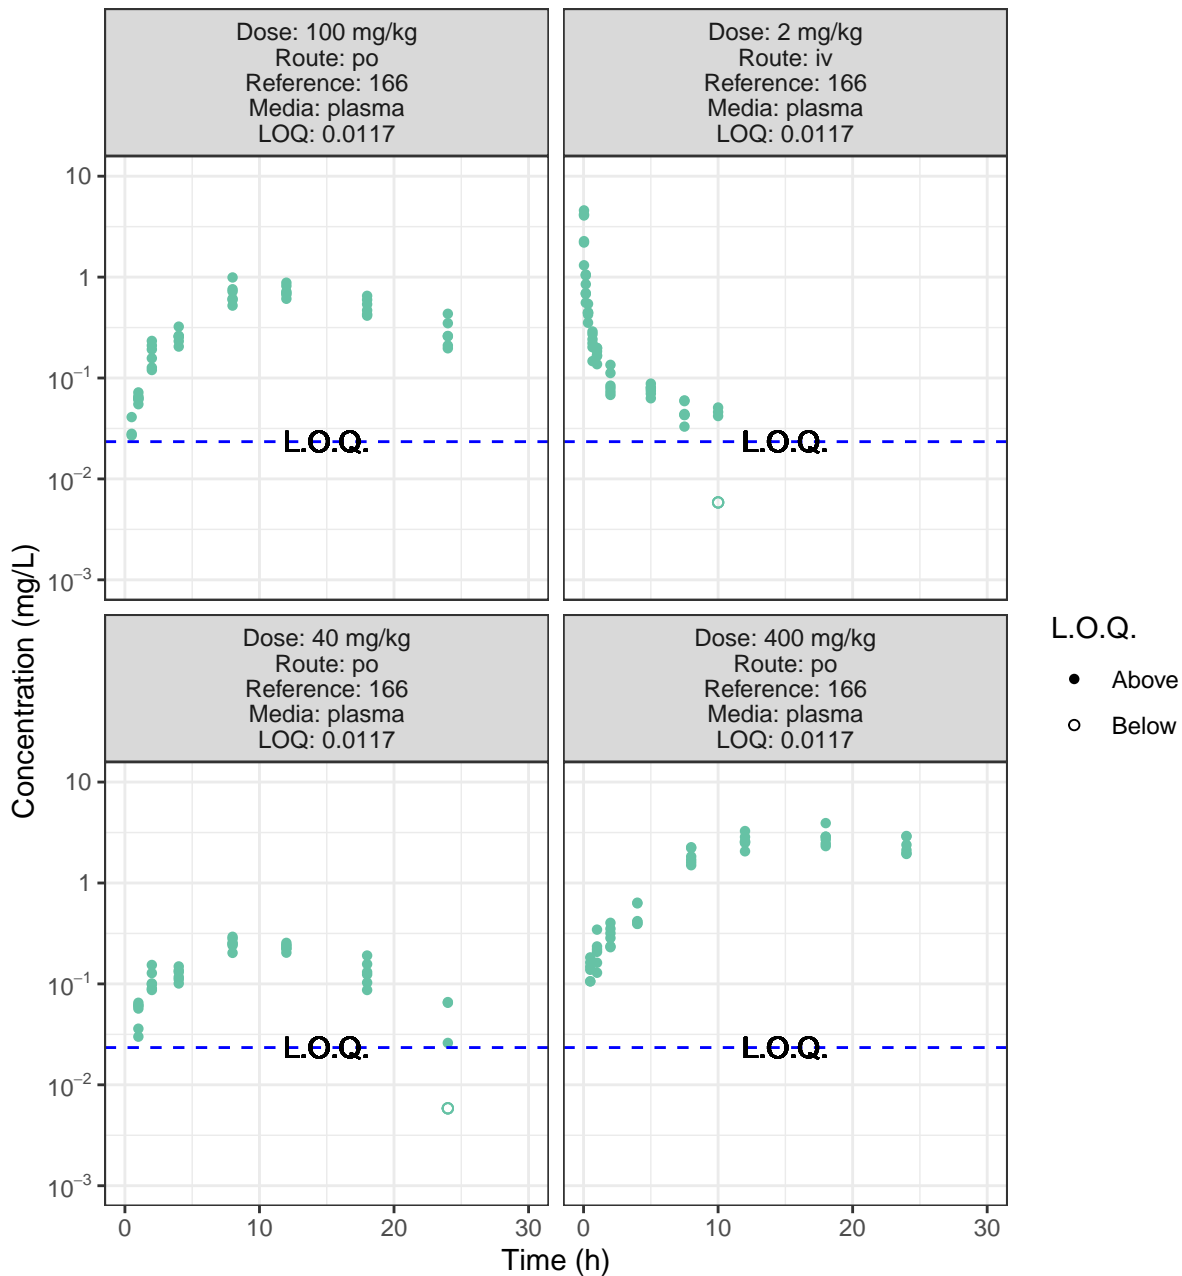 Dose: 100 mg/kg
Route: po
Reference: 166
Media: plasma
LOQ: 0.0117
Dose: 2 mg/kg
Route: iv
Reference: 166
Media: plasma
LOQ: 0.0117
10
1
10⁻¹
10⁻²
10⁻³
L.O.Q.
L.O.Q.
Dose: 40 mg/kg
Route: po
Reference: 166
Media: plasma
LOQ: 0.0117
Dose: 400 mg/kg
Route: po
Reference: 166
Media: plasma
LOQ: 0.0117
10
1
10⁻¹
10⁻²
10⁻³
L.O.Q.
L.O.Q.
0 10 20 30
0 10 20 30
Time (h)
Concentration (mg/L)
L.O.Q.
Above
Below